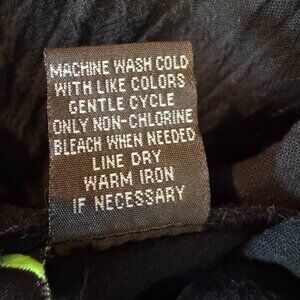 MACHINE WASH COLD
WITH LIKE COLORS
GENTLE CYCLE
ONLY NON-CHLORINE
BLEACH WHEN NEEDED
LINE DRY
WARM IRON
IF NECESSARY